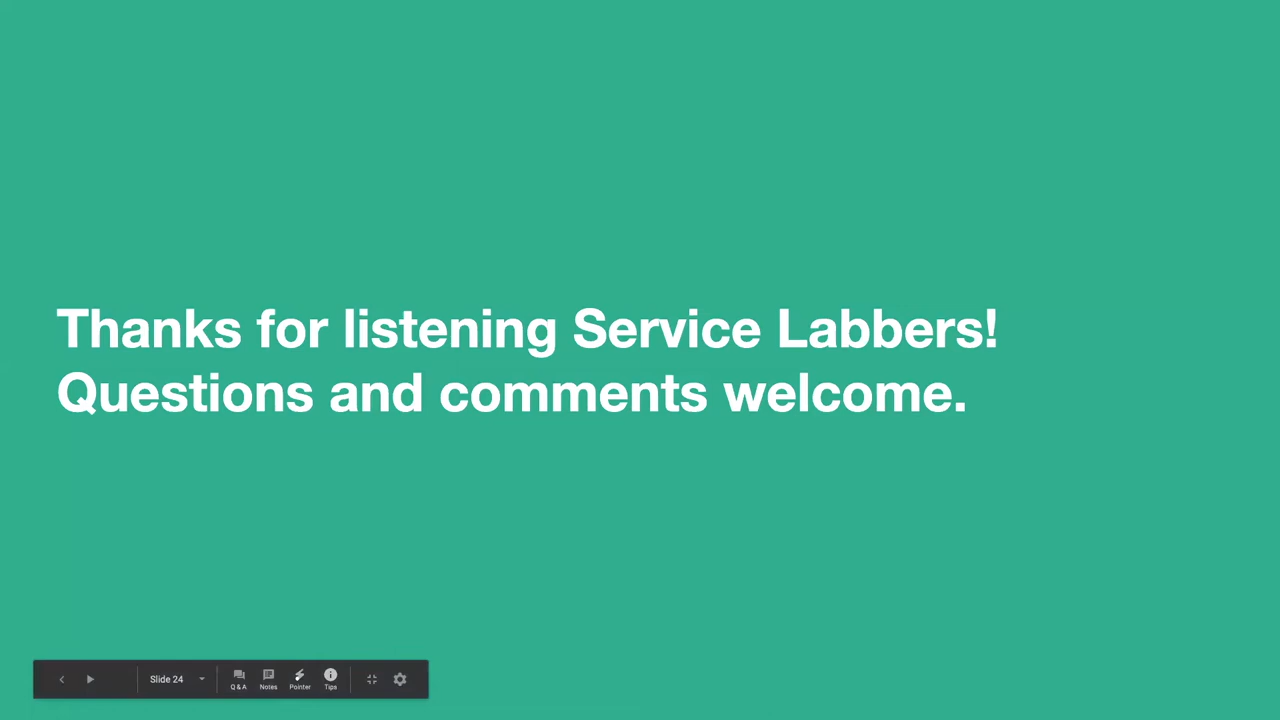 Thanks for listening Service Labbers!
Questions and comments welcome.
Slide 24
Q & A
Notes
Pointer
Tips